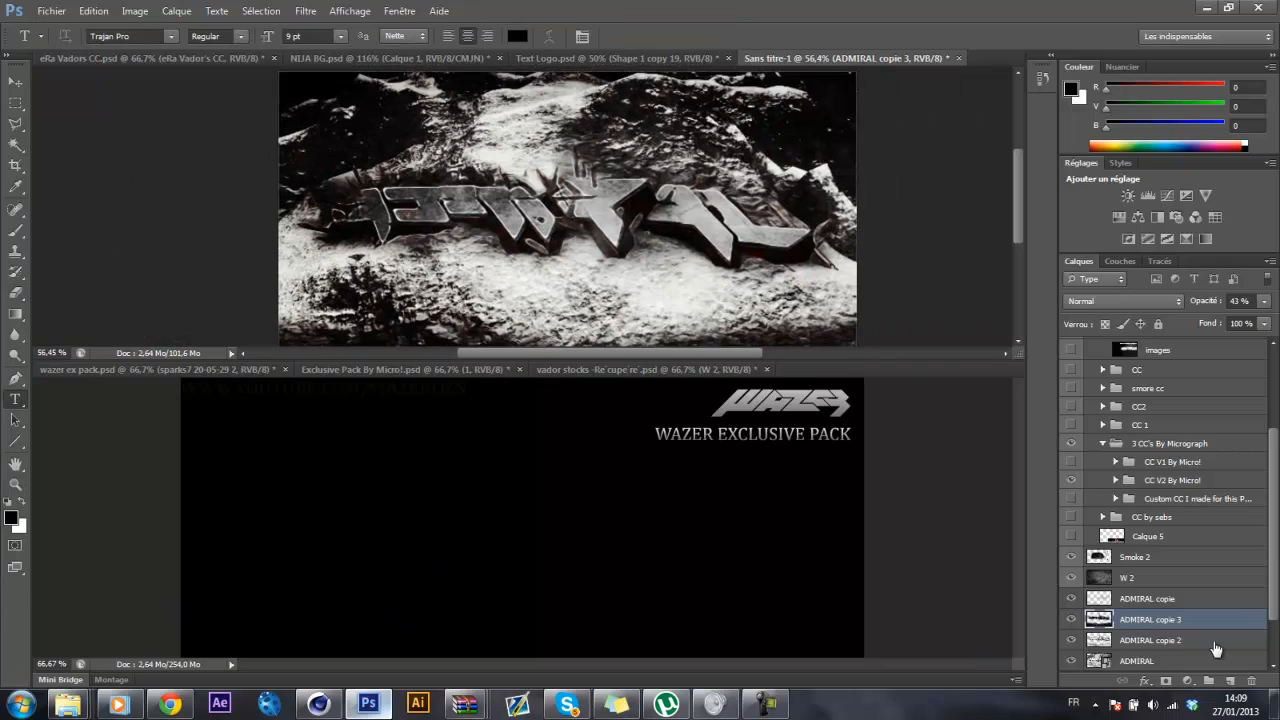 Ps Fichier Edition Image Calque Texte Sélection Filtre Affichage Fenêtre Aide
T Trajan Pro Regular 9 pt aa Nette Les indispensables
eRa Vadors CC.psd @ 66,7% (eRa Vador's CC, RVB/8) * × NIJA BG.psd @ 116% (Calque 1, RVB/8/CMJN) * × Text Logo.psd @ 50% (Shape 1 copy 19, RVB/8) * × Sans titre-1 @ 56,4% (ADMIRAL copie 3, RVB/8) * ×
Couleur Nuancier
R 0
V 0
B 0
Réglages Styles
Ajouter un réglage
Calques Couches Tracés
Type
Normal Opacité : 43 %
Verrou : Fond : 100 %
images
CC
smore cc
CC2
CC 1
3 CC's By Micrograph
CC V1 By Micro!
CC V2 By Micro!
Custom CC I made for this P...
CC by sebs
Calque 5
Smoke 2
W 2
ADMIRAL copie
ADMIRAL copie 3
ADMIRAL copie 2
ADMIRAL
56,45 % Doc : 2,64 Mo/101,6 Mo
wazer ex pack.psd @ 66,7% (sparks7 20-05-29 2, RVB/8) * × Exclusive Pack By Micro!.psd @ 66,7% (1, RVB/8) * × vador stocks -Re´cupe´re´.psd @ 66,7% (W 2, RVB/8) * ×
WAZER
WAZER EXCLUSIVE PACK
66,67 % Doc : 2,64 Mo/254,0 Mo
Mini Bridge Montage
Ae Ps Ai
FR 14:09
27/01/2013